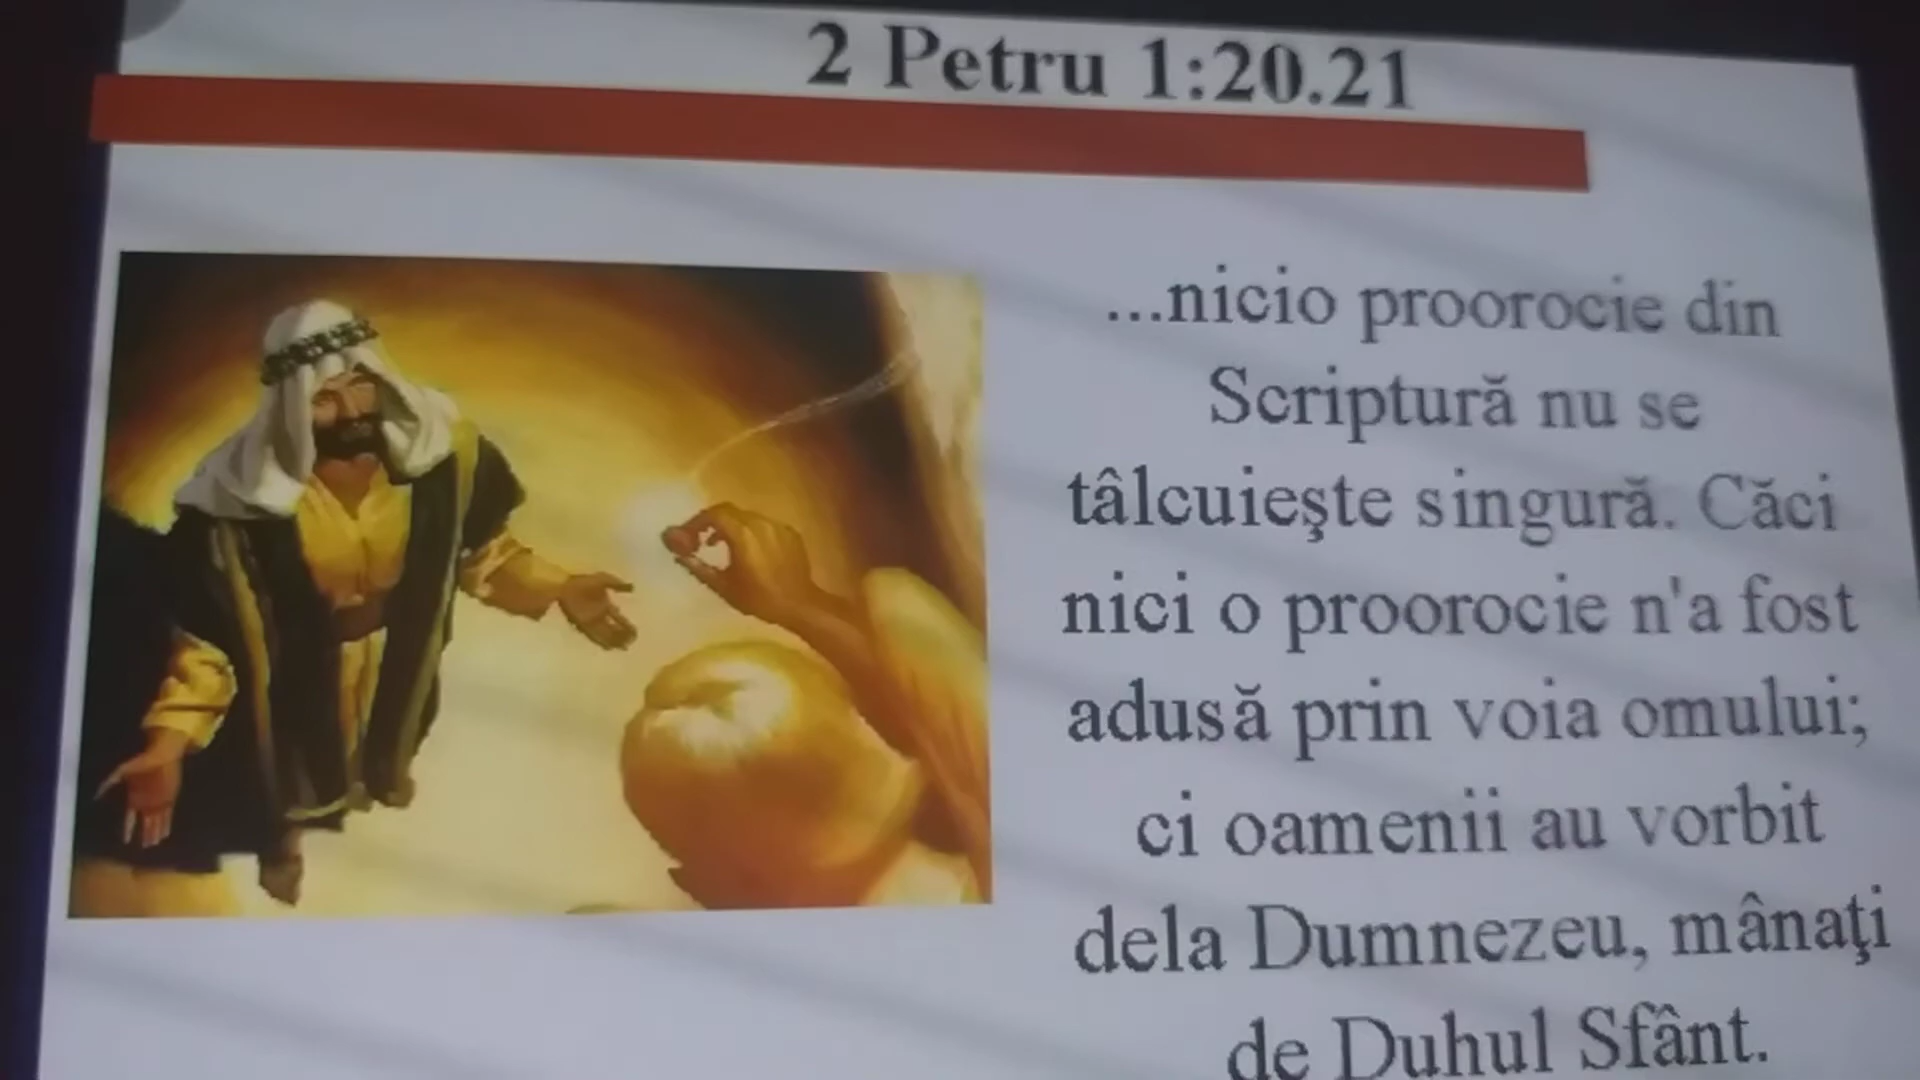 2 Petru 1:20.21
...nicio proorocie din
Scriptură nu se
tâlcuieşte singură. Căci
nici o proorocie n'a fost
adusă prin voia omului;
ci oamenii au vorbit
dela Dumnezeu, mânaţi
de Duhul Sfânt.